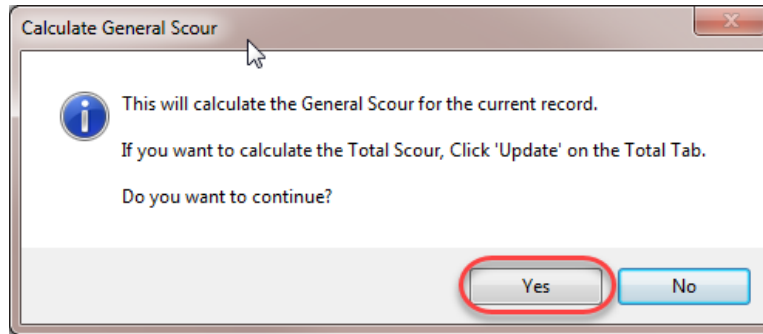 Calculate General Scour
This will calculate the General Scour for the current record.
If you want to calculate the Total Scour, Click 'Update' on the Total Tab.
Do you want to continue?
Yes
No